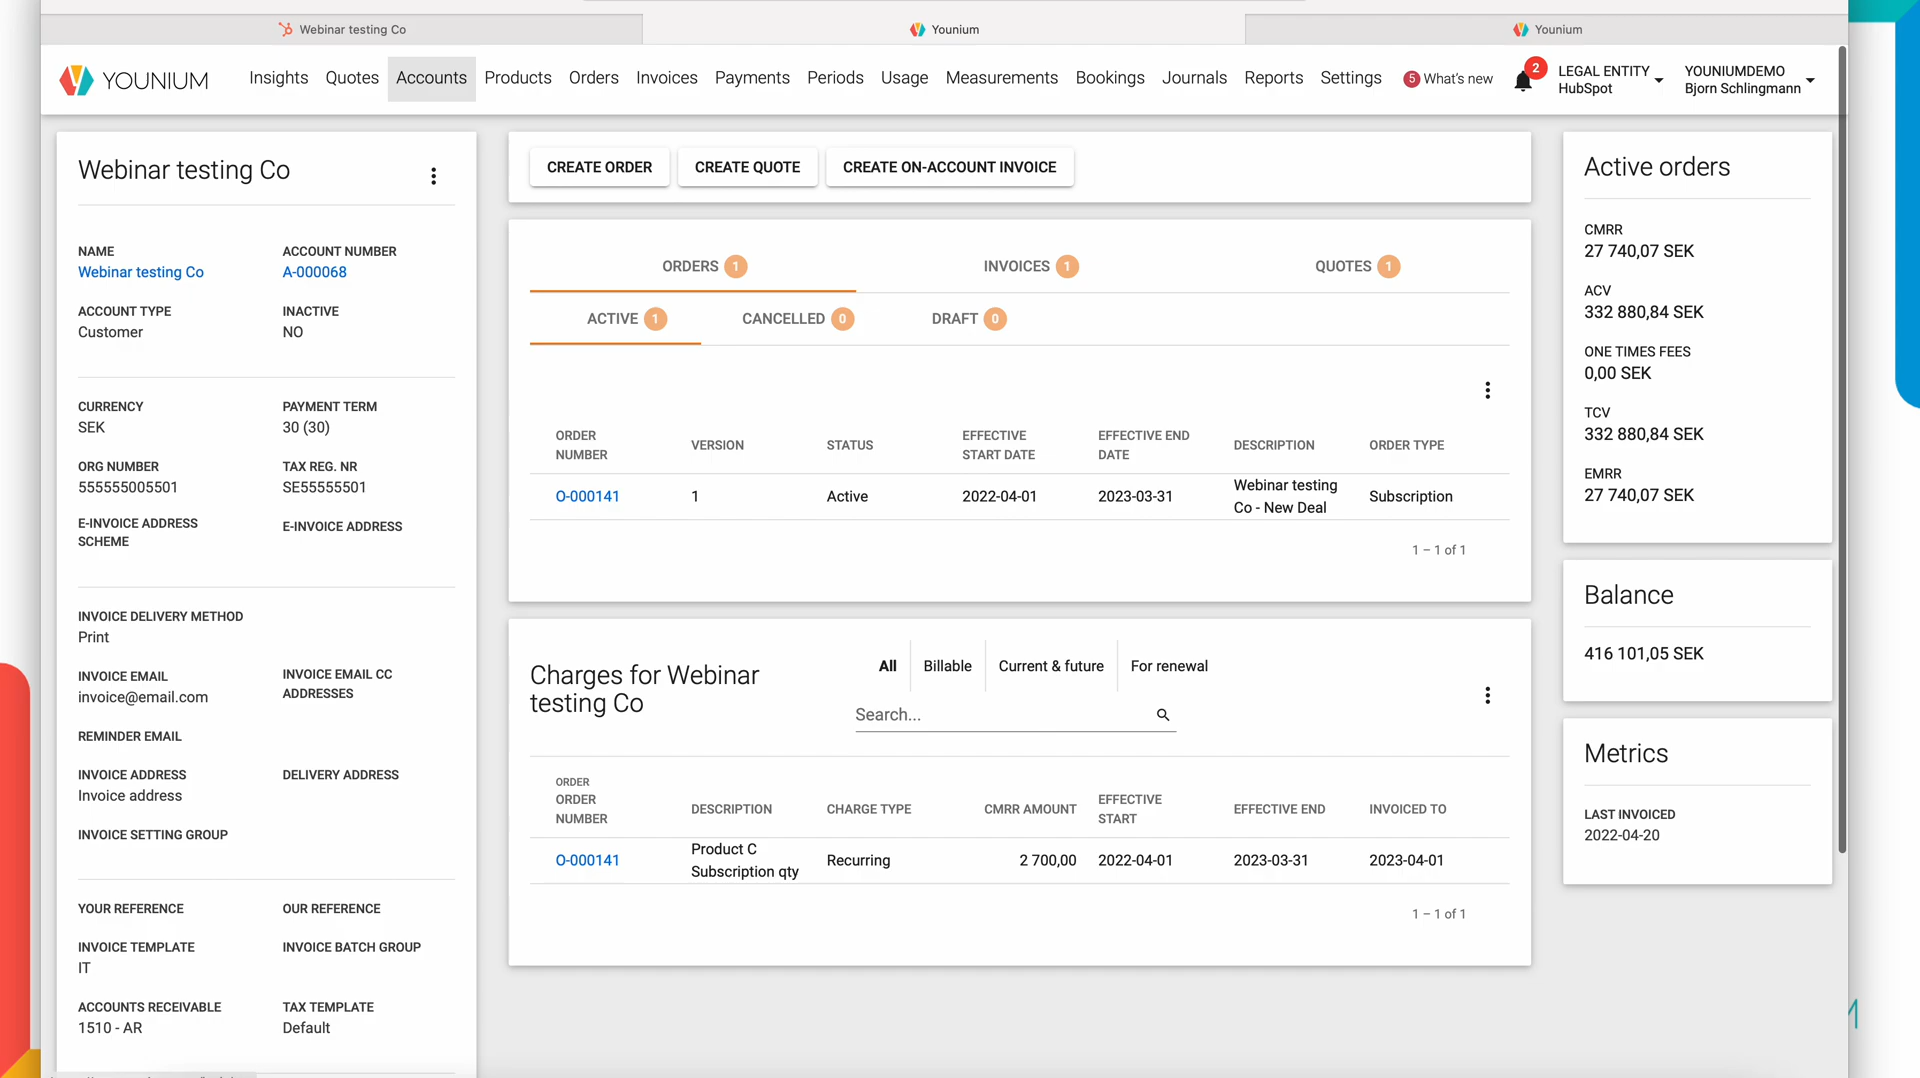 Webinar testing Co
Younium
Younium
YOUNIUM
Insights
Quotes
Accounts
Products
Orders
Invoices
Payments
Periods
Usage
Measurements
Bookings
Journals
Reports
Settings
5 What's new
2
LEGAL ENTITY
HubSpot
YOUNIUMDEMO
Bjorn Schlingmann
Webinar testing Co
NAME
Webinar testing Co
ACCOUNT NUMBER
A-000068
ACCOUNT TYPE
Customer
INACTIVE
NO
CURRENCY
SEK
PAYMENT TERM
30 (30)
ORG NUMBER
555555005501
TAX REG. NR
SE55555501
E-INVOICE ADDRESS
SCHEME
E-INVOICE ADDRESS
INVOICE DELIVERY METHOD
Print
INVOICE EMAIL
invoice@email.com
INVOICE EMAIL CC
ADDRESSES
REMINDER EMAIL
INVOICE ADDRESS
Invoice address
DELIVERY ADDRESS
INVOICE SETTING GROUP
YOUR REFERENCE
OUR REFERENCE
INVOICE TEMPLATE
IT
INVOICE BATCH GROUP
ACCOUNTS RECEIVABLE
1510 - AR
TAX TEMPLATE
Default
CREATE ORDER
CREATE QUOTE
CREATE ON-ACCOUNT INVOICE
ORDERS 1
INVOICES 1
QUOTES 1
ACTIVE 1
CANCELLED 0
DRAFT 0
ORDER
NUMBER
VERSION
STATUS
EFFECTIVE
START DATE
EFFECTIVE END
DATE
DESCRIPTION
ORDER TYPE
O-000141
1
Active
2022-04-01
2023-03-31
Webinar testing
Co - New Deal
Subscription
1 – 1 of 1
Charges for Webinar
testing Co
All
Billable
Current & future
For renewal
Search...
ORDER
ORDER
NUMBER
DESCRIPTION
CHARGE TYPE
CMRR AMOUNT
EFFECTIVE
START
EFFECTIVE END
INVOICED TO
O-000141
Product C
Subscription qty
Recurring
2 700,00
2022-04-01
2023-03-31
2023-04-01
1 – 1 of 1
Active orders
CMRR
27 740,07 SEK
ACV
332 880,84 SEK
ONE TIMES FEES
0,00 SEK
TCV
332 880,84 SEK
EMRR
27 740,07 SEK
Balance
416 101,05 SEK
Metrics
LAST INVOICED
2022-04-20